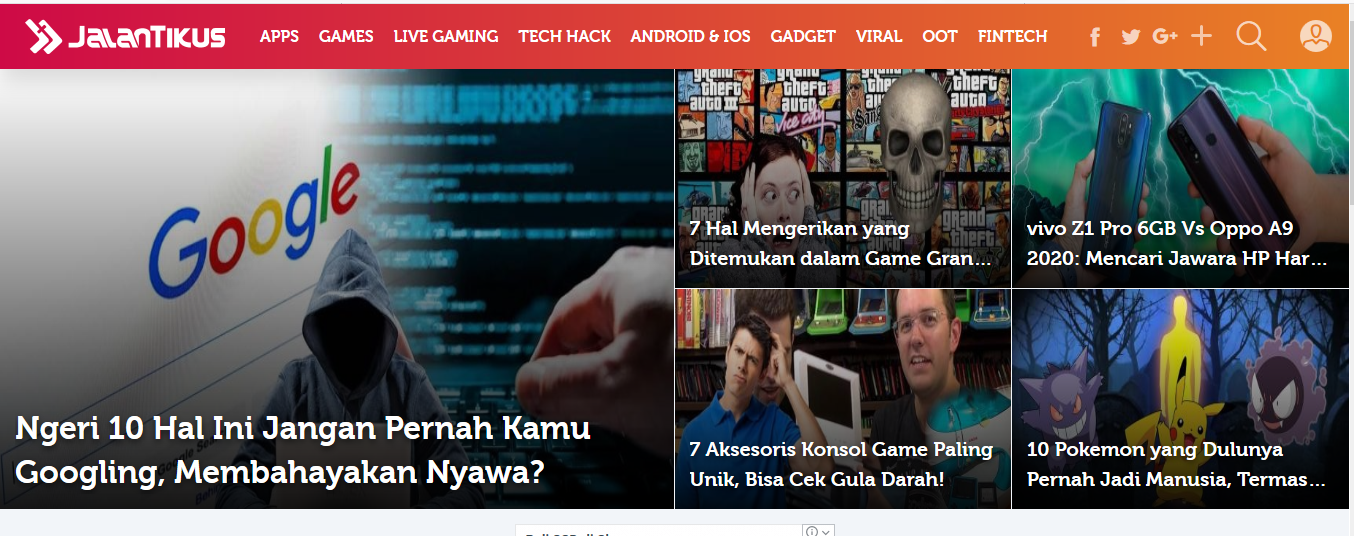 JALANTIKUS
APPS GAMES LIVE GAMING TECH HACK ANDROID & IOS GADGET VIRAL OOT FINTECH
Google
Ngeri 10 Hal Ini Jangan Pernah Kamu
Googling, Membahayakan Nyawa?
grand
theft
auto III
grand
theft
auto
vice city
grand
theft
auto
San
theft
auto
7 Hal Mengerikan yang
Ditemukan dalam Game Gran...
vivo Z1 Pro 6GB Vs Oppo A9
2020: Mencari Jawara HP Har...
7 Aksesoris Konsol Game Paling
Unik, Bisa Cek Gula Darah!
10 Pokemon yang Dulunya
Pernah Jadi Manusia, Termas...